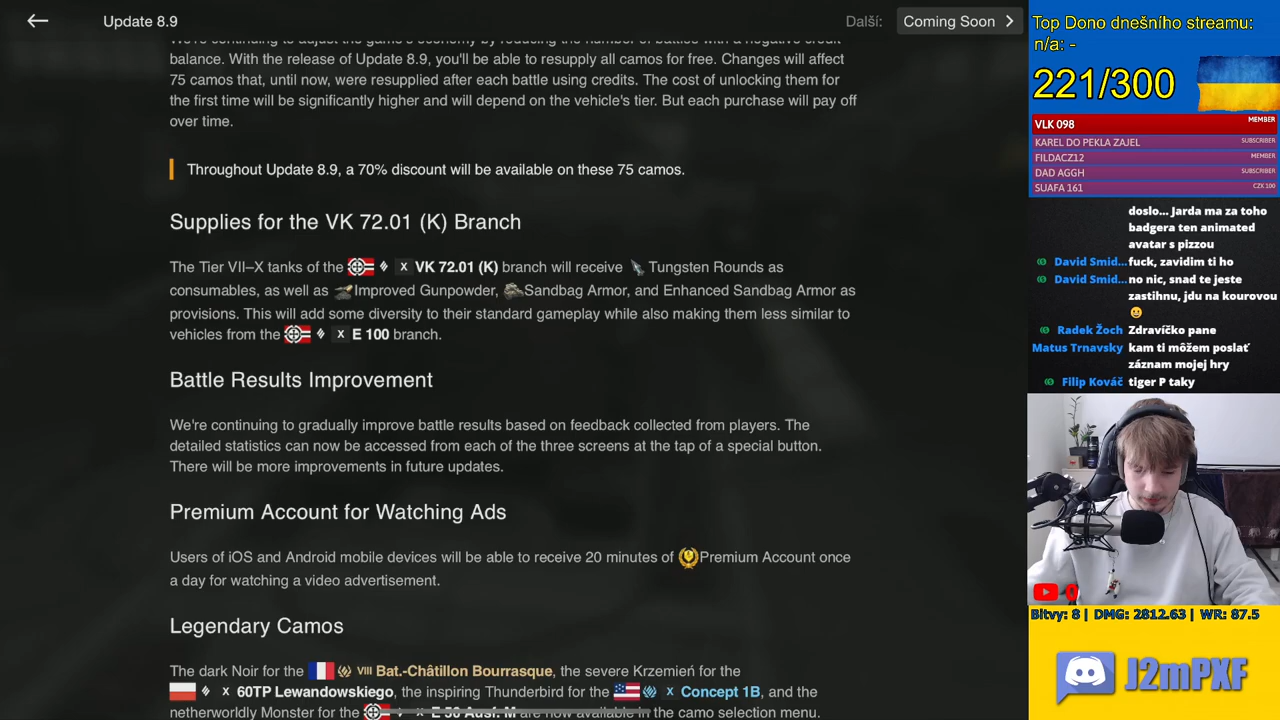 Update 8.9
Další:
Coming Soon
We're continuing to adjust the game's economy by reducing the number of battles with a negative credit
balance. With the release of Update 8.9, you'll be able to resupply all camos for free. Changes will affect
75 camos that, until now, were resupplied after each battle using credits. The cost of unlocking them for
the first time will be significantly higher and will depend on the vehicle's tier. But each purchase will pay off
over time.
Throughout Update 8.9, a 70% discount will be available on these 75 camos.
Supplies for the VK 72.01 (K) Branch
The Tier VII–X tanks of the X VK 72.01 (K) branch will receive Tungsten Rounds as
consumables, as well as Improved Gunpowder, Sandbag Armor, and Enhanced Sandbag Armor as
provisions. This will add some diversity to their standard gameplay while also making them less similar to
vehicles from the X E 100 branch.
Battle Results Improvement
We're continuing to gradually improve battle results based on feedback collected from players. The
detailed statistics can now be accessed from each of the three screens at the tap of a special button.
There will be more improvements in future updates.
Premium Account for Watching Ads
Users of iOS and Android mobile devices will be able to receive 20 minutes of Premium Account once
a day for watching a video advertisement.
Legendary Camos
The dark Noir for the VIII Bat.-Châtillon Bourrasque, the severe Krzemień for the
X 60TP Lewandowskiego, the inspiring Thunderbird for the X Concept 1B, and the
netherworldly Monster for the E 50 Ausf. M are now available in the camo selection menu.
Top Dono dnešního streamu:
n/a: -
221/300
VLK 098 MEMBER
KAREL DO PEKLA ZAJEL SUBSCRIBER
FILDACZ12 MEMBER
DAD AGGH SUBSCRIBER
SUAFA 161 CZK 100
doslo... Jarda ma za toho
badgera ten animated
avatar s pizzou
David Smid... fuck, zavidim ti ho
David Smid... no nic, snad te jeste
zastihnu, jdu na kourovou
Radek Žoch Zdravíčko pane
Matus Trnavsky kam ti môžem poslať
záznam mojej hry
Filip Kováč tiger P taky
0
Bitvy: 8 | DMG: 2812.63 | WR: 87.5
J2mPXF